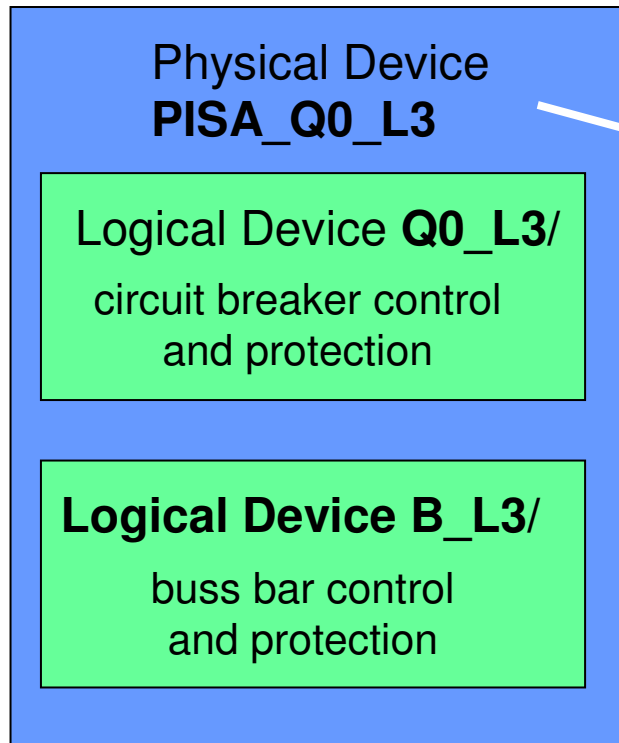 Physical Device
PISA_Q0_L3
Logical Device Q0_L3/
circuit breaker control
and protection
Logical Device B_L3/
buss bar control
and protection